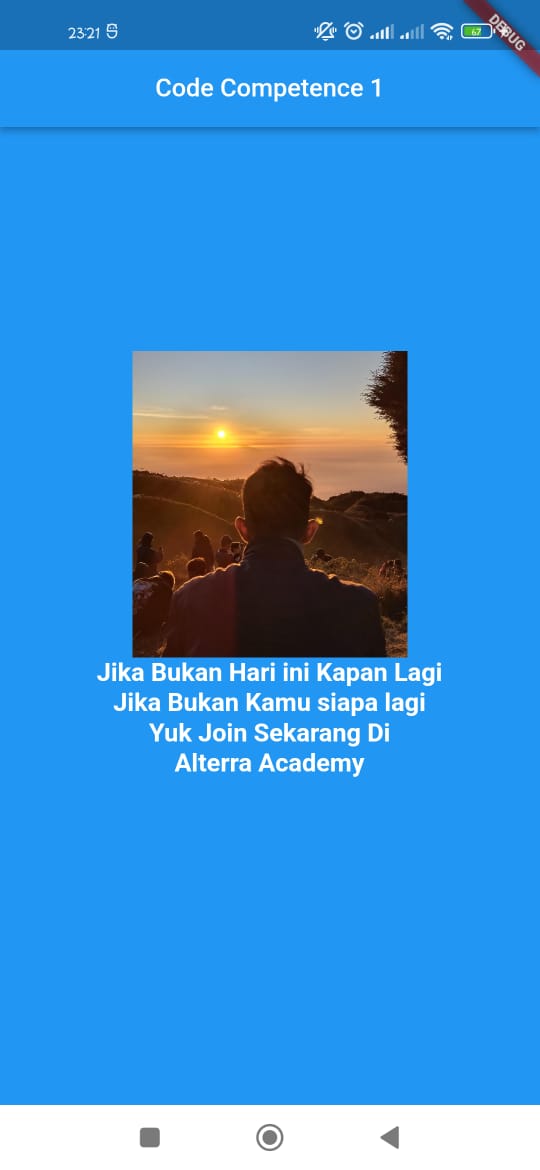 23:21
67
DEBUG
Code Competence 1
Jika Bukan Hari ini Kapan Lagi
Jika Bukan Kamu siapa lagi
Yuk Join Sekarang Di
Alterra Academy